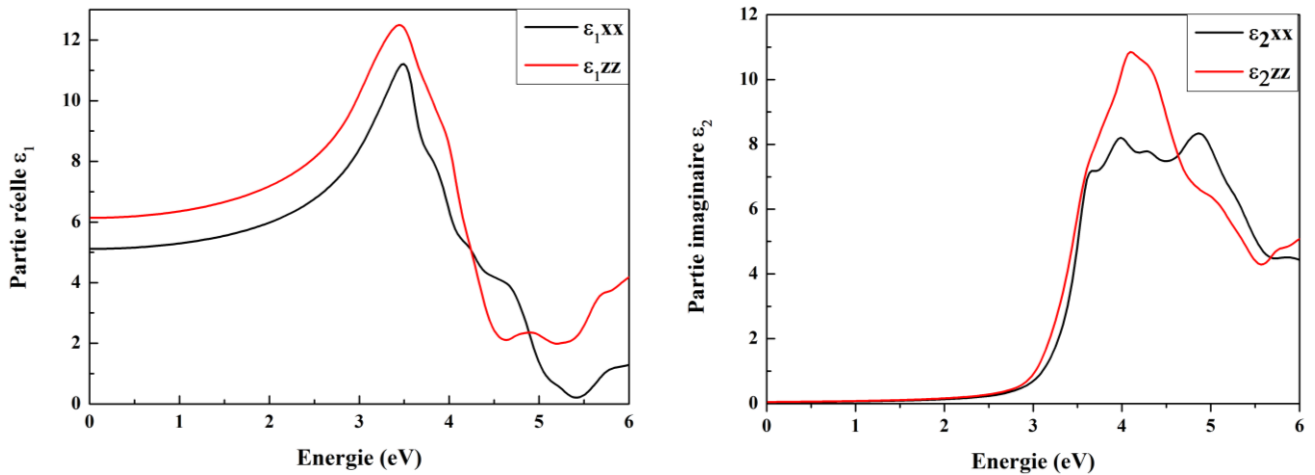 12
10
8
6
4
2
0
0 1 2 3 4 5 6
Partie réelle ε₁
Energie (eV)
ε₁xx
ε₁zz
12
10
8
6
4
2
0
0 1 2 3 4 5 6
Partie imaginaire ε₂
Energie (eV)
ε₂xx
ε₂zz